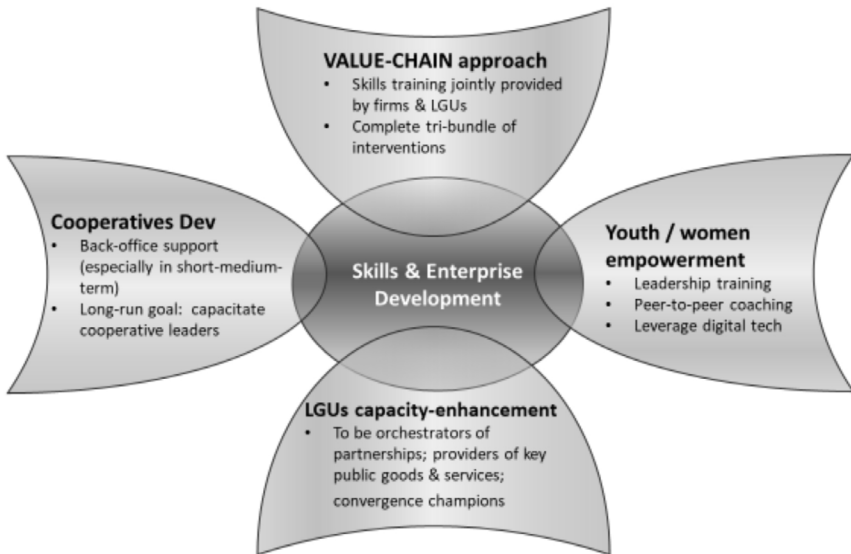 VALUE-CHAIN approach
• Skills training jointly provided
by firms & LGUs
• Complete tri-bundle of
interventions
Cooperatives Dev
• Back-office support
(especially in short-medium-
term)
• Long-run goal: capacitate
cooperative leaders
Skills & Enterprise
Development
Youth / women
empowerment
• Leadership training
• Peer-to-peer coaching
• Leverage digital tech
LGUs capacity-enhancement
• To be orchestrators of
partnerships; providers of key
public goods & services;
convergence champions